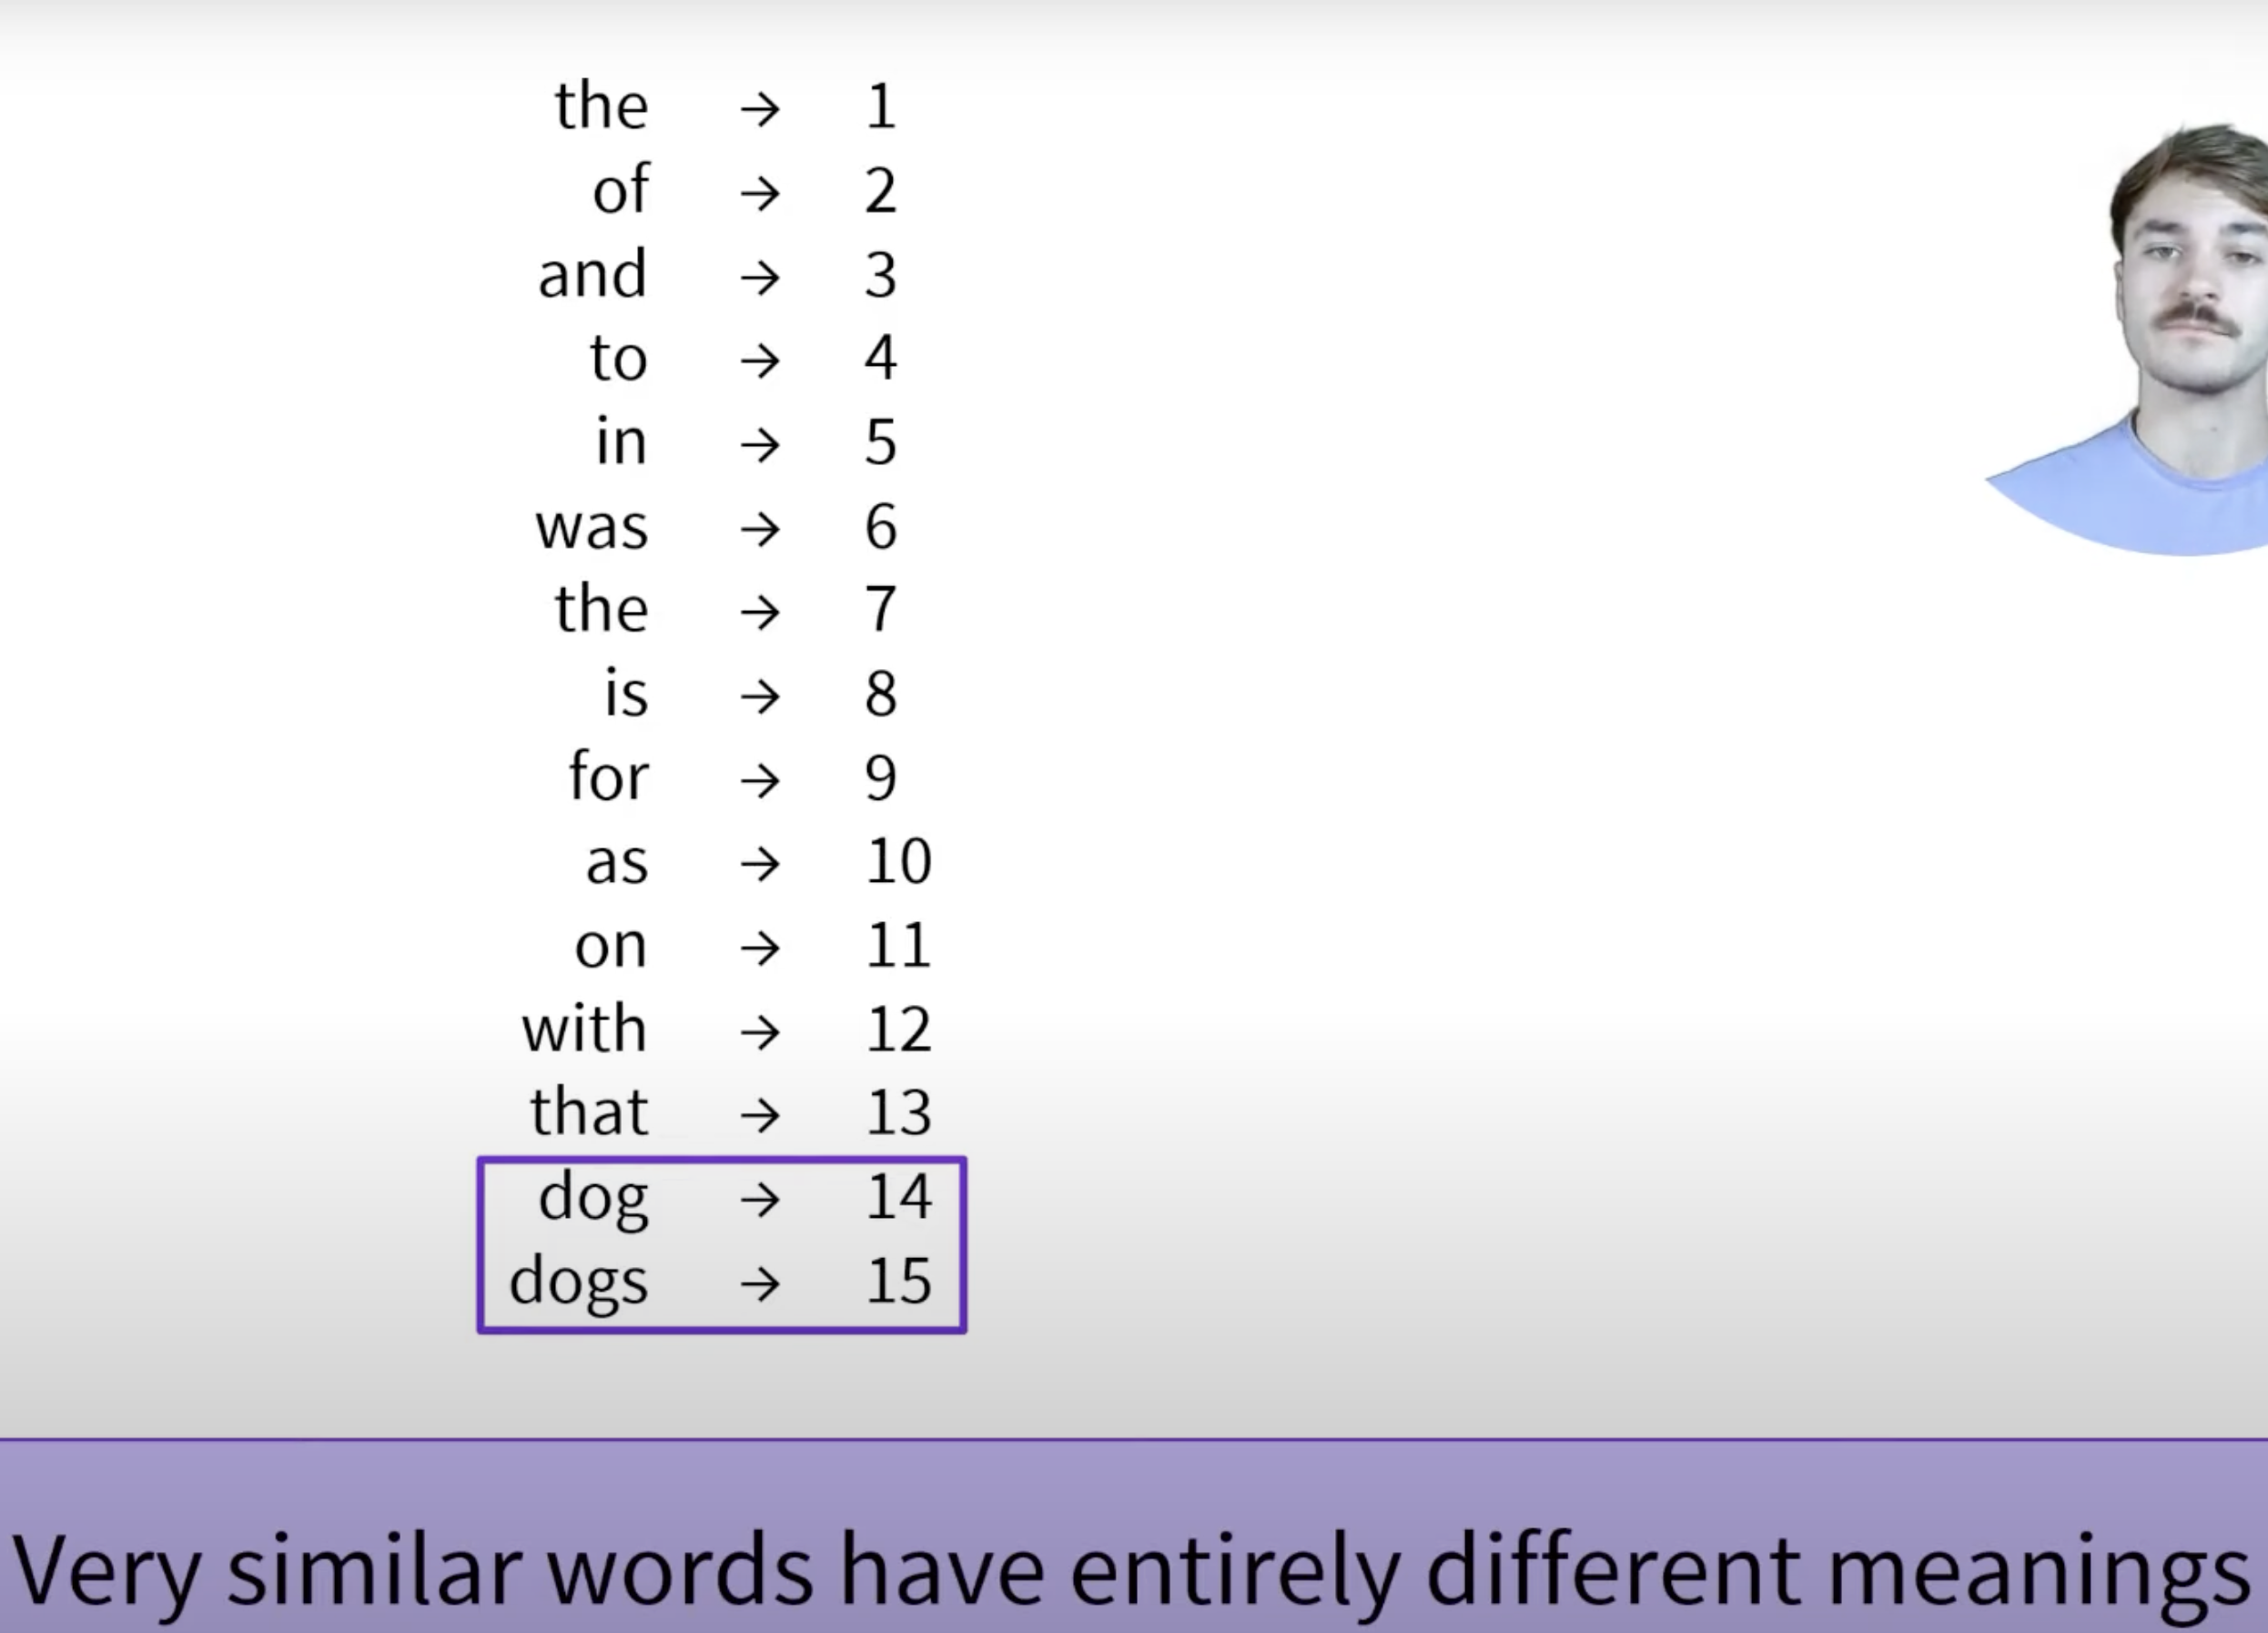 the → 1
of → 2
and → 3
to → 4
in → 5
was → 6
the → 7
is → 8
for → 9
as → 10
on → 11
with → 12
that → 13
dog → 14
dogs → 15
Very similar words have entirely different meanings